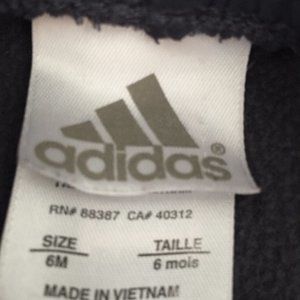 adidas®
RN# 88387 CA# 40312
SIZE TAILLE
6M 6 mois
MADE IN VIETNAM